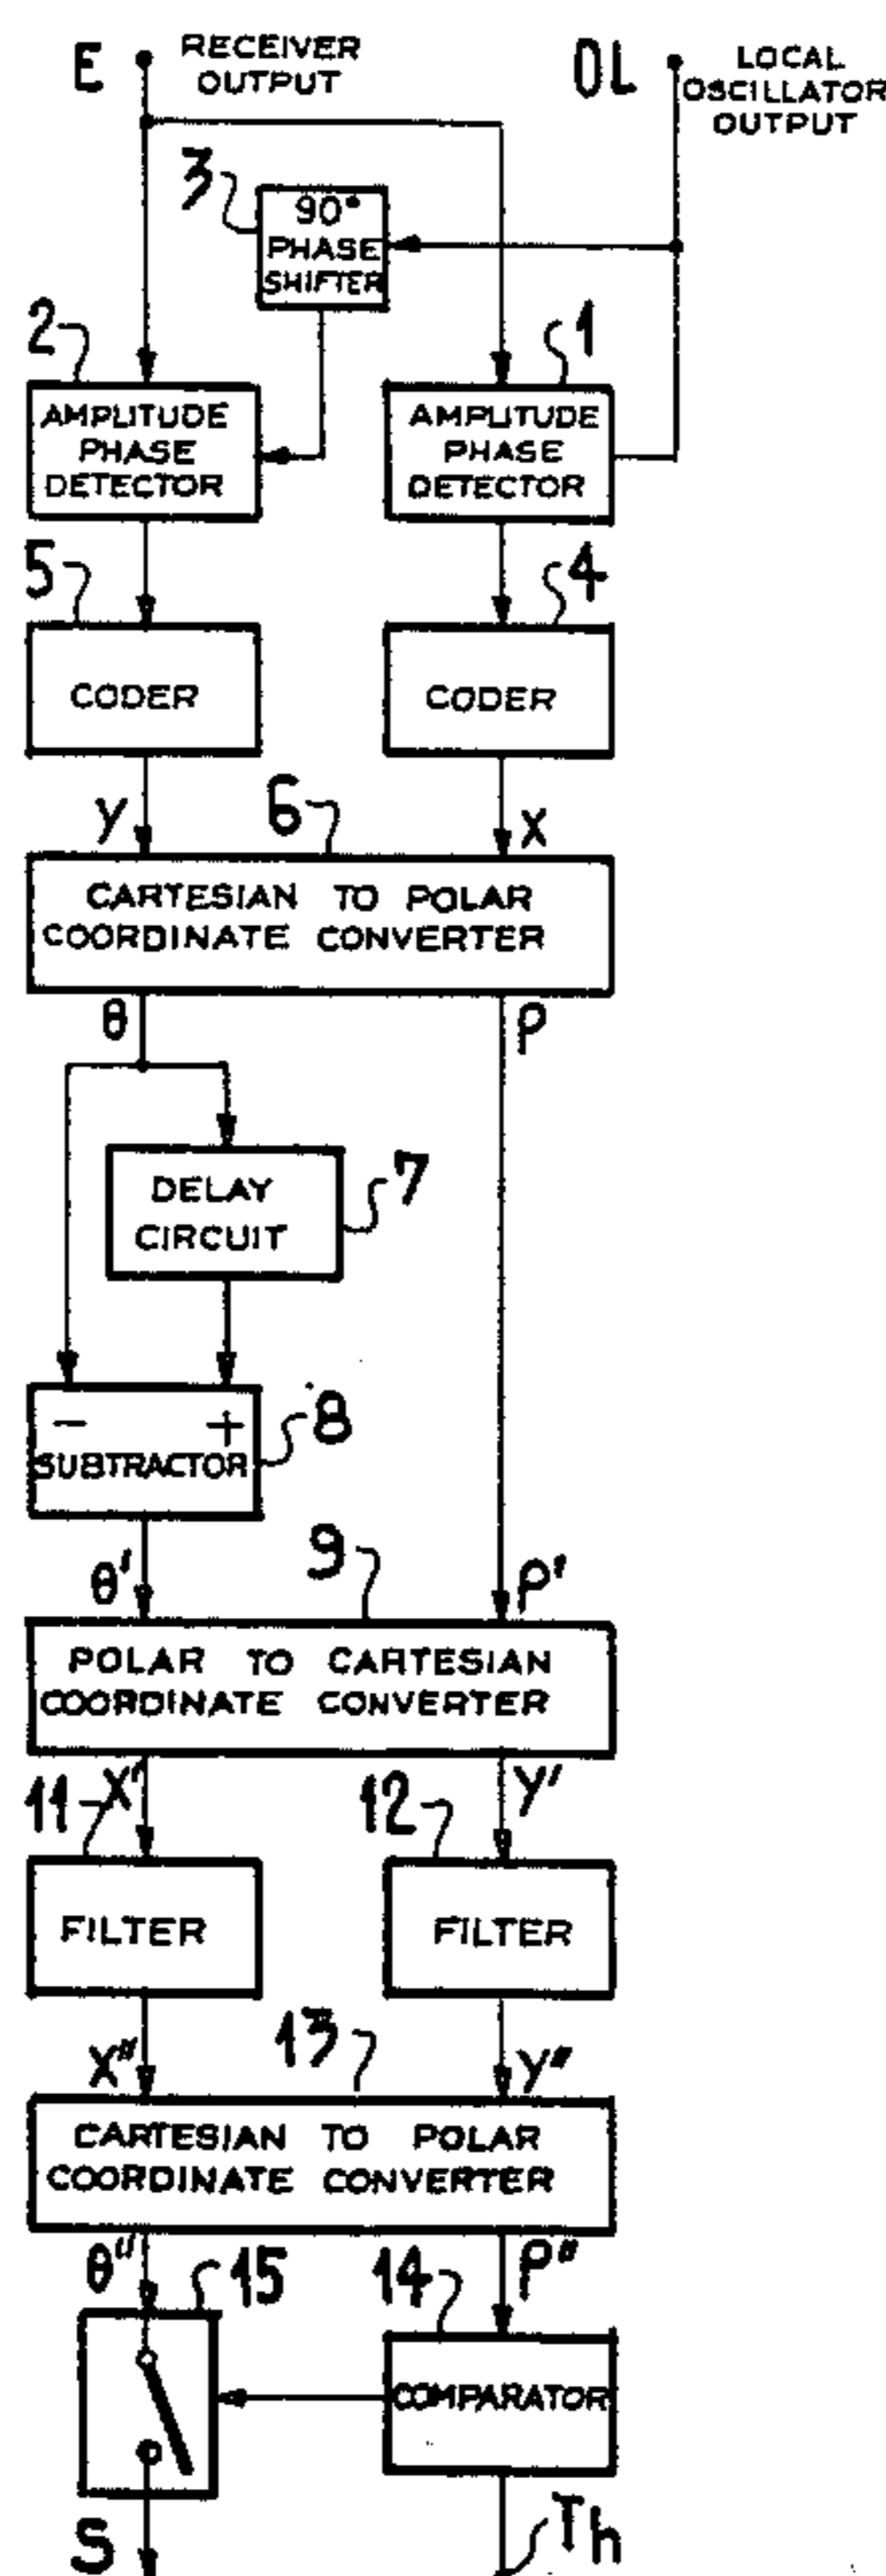 E
RECEIVER
OUTPUT
OL
LOCAL
OSCILLATOR
OUTPUT
3
90°
PHASE
SHIFTER
2
1
AMPLITUDE
PHASE
DETECTOR
AMPLITUDE
PHASE
DETECTOR
5
4
CODER
CODER
y
6
x
CARTESIAN TO POLAR
COORDINATE CONVERTER
θ
ρ
DELAY
CIRCUIT
7
- +
SUBTRACTOR
8
θ'
9
ρ'
POLAR TO CARTESIAN
COORDINATE CONVERTER
11
x'
12
y'
FILTER
FILTER
x"
13
y"
CARTESIAN TO POLAR
COORDINATE CONVERTER
θ"
15
14
ρ"
COMPARATOR
S
Th